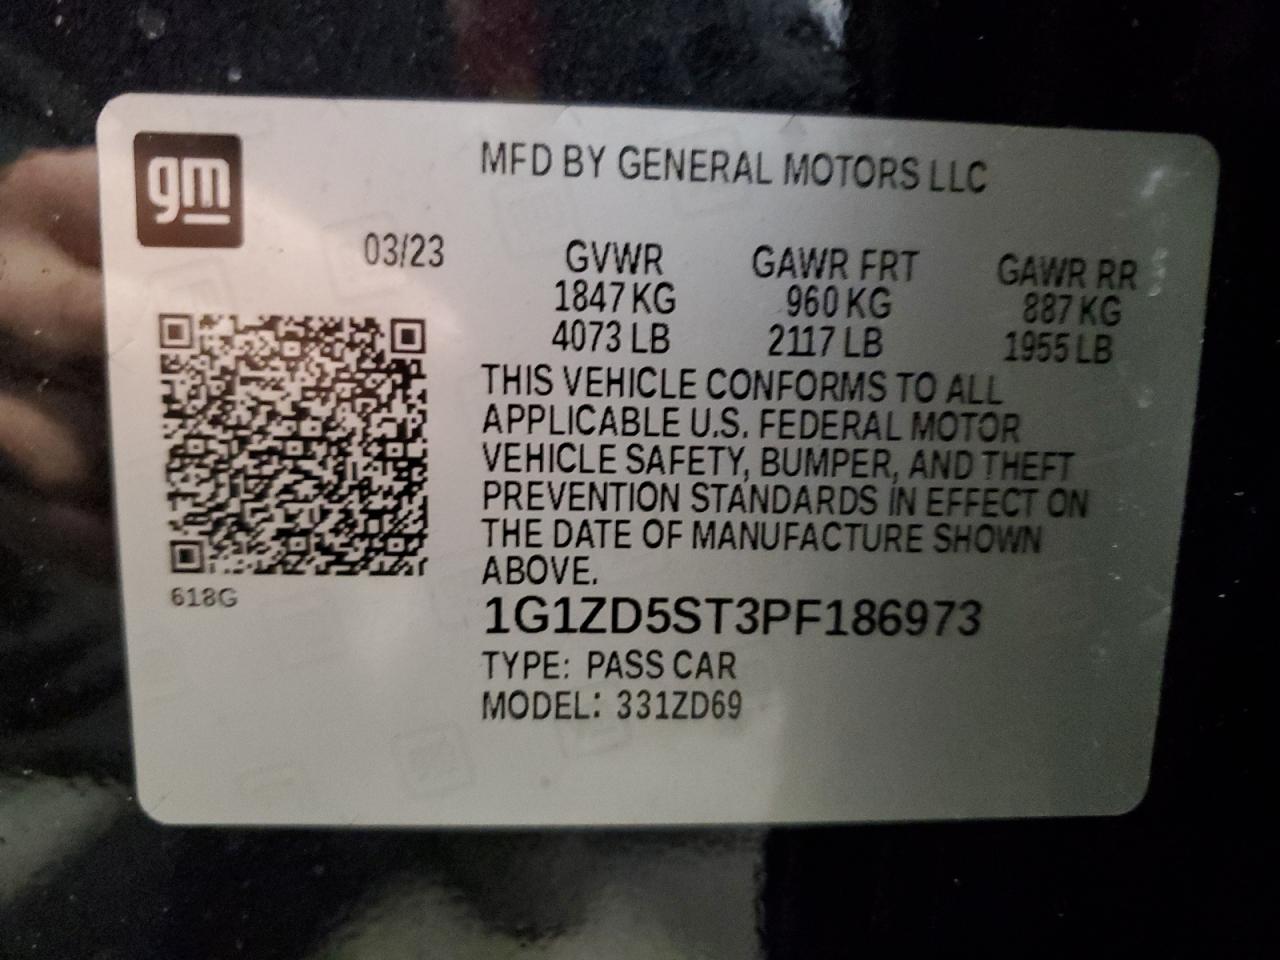 gm
MFD BY GENERAL MOTORS LLC
03/23
GVWR GAWR FRT GAWR RR
1847 KG 960 KG 887 KG
4073 LB 2117 LB 1955 LB
THIS VEHICLE CONFORMS TO ALL
APPLICABLE U.S. FEDERAL MOTOR
VEHICLE SAFETY, BUMPER, AND THEFT
PREVENTION STANDARDS IN EFFECT ON
THE DATE OF MANUFACTURE SHOWN
ABOVE.
618G
1G1ZD5ST3PF186973
TYPE: PASS CAR
MODEL: 331ZD69